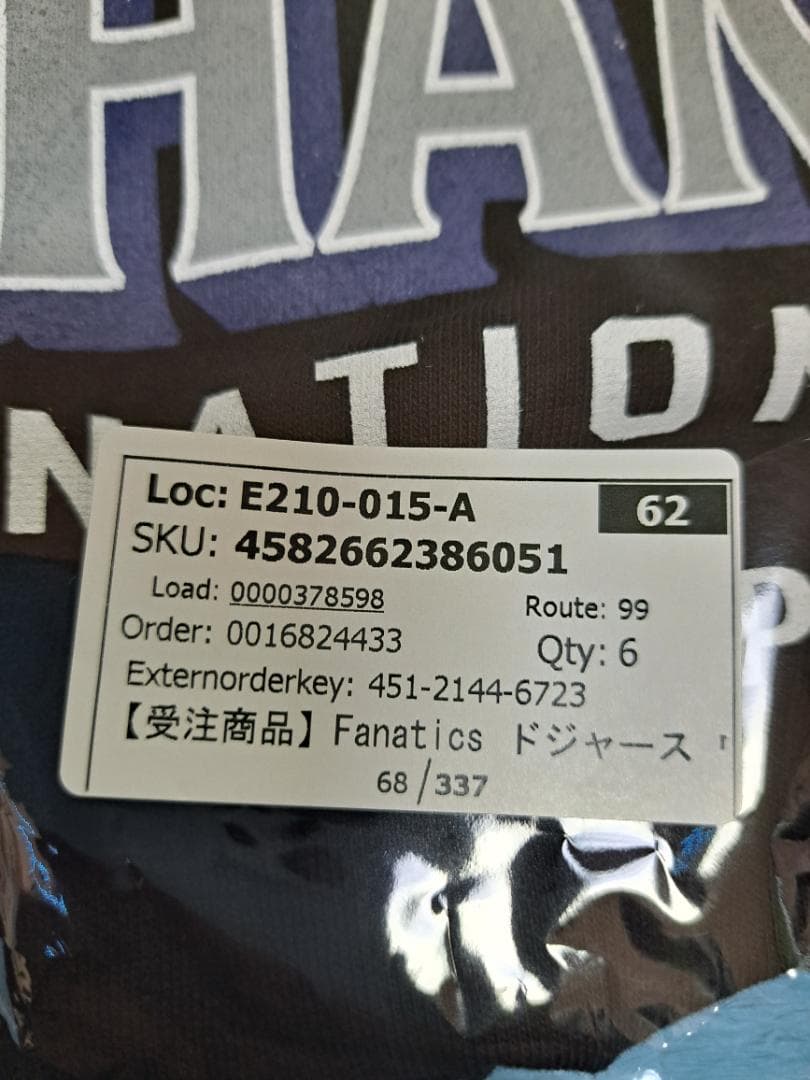 HAN
NATION
P
Loc: E210-015-A
62
SKU: 4582662386051
Load: 0000378598
Route: 99
Order: 0016824433
Qty: 6
Externorderkey: 451-2144-6723
【受注商品】Fanatics ドジャース 「
68/337